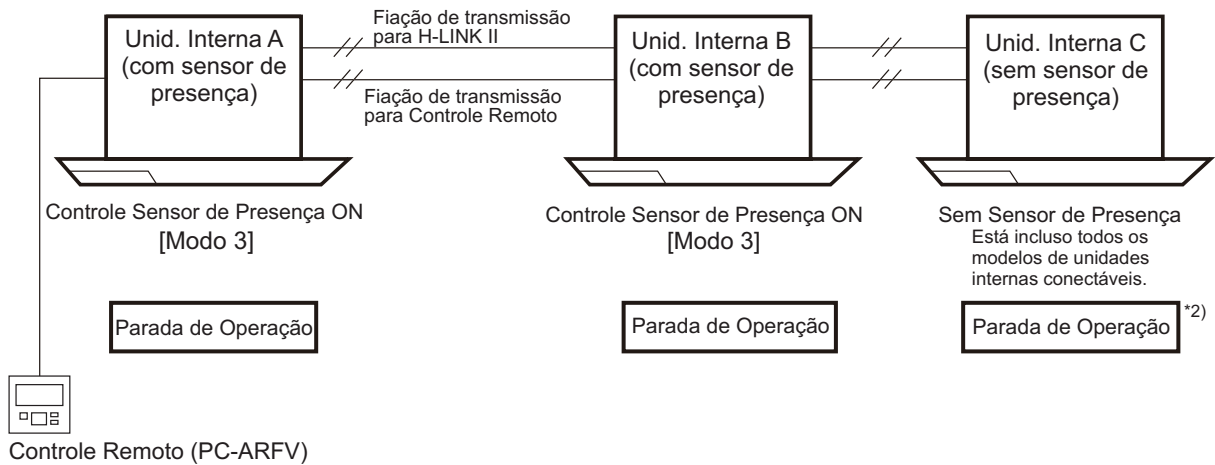 Fiação de transmissão
para H-LINK II
Unid. Interna A
(com sensor de
presença)
Unid. Interna B
(com sensor de
presença)
Unid. Interna C
(sem sensor de
presença)
Fiação de transmissão
para Controle Remoto
Controle Sensor de Presença ON
[Modo 3]
Controle Sensor de Presença ON
[Modo 3]
Sem Sensor de Presença
Está incluso todos os
modelos de unidades
internas conectáveis.
Parada de Operação
Parada de Operação
Parada de Operação
*2)
Controle Remoto (PC-ARFV)